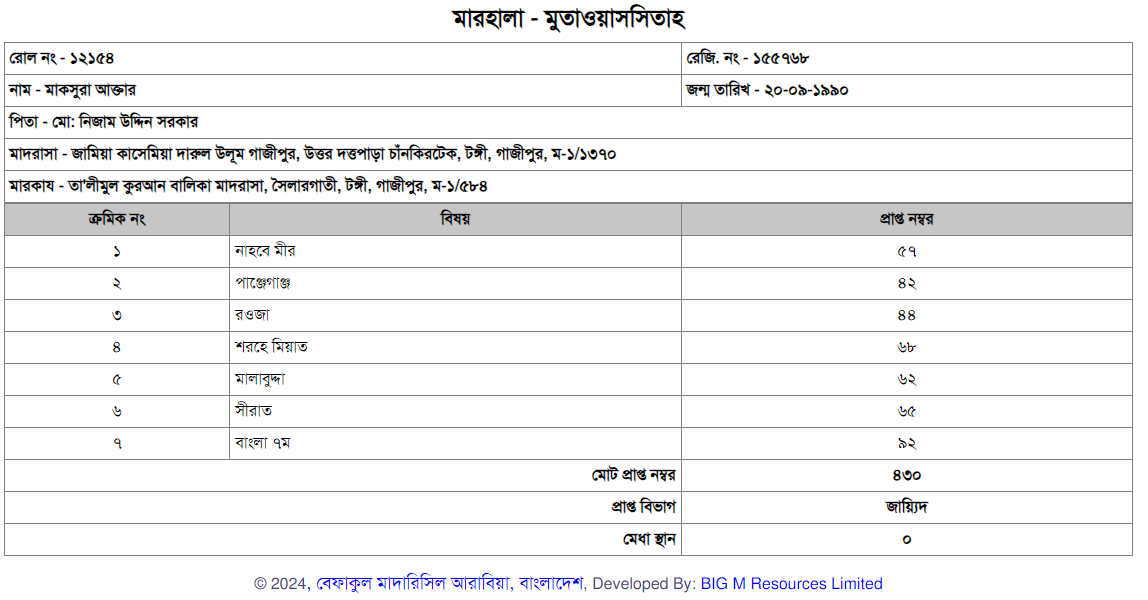 মারহালা - মুতাওয়াসসিতাহ
রোল নং - ১২১৫৪ রেজি. নং - ১৫৫৭৬৮
নাম - মাকসুরা আক্তার জন্ম তারিখ - ২০-০৯-১৯৯০
পিতা - মো: নিজাম উদ্দিন সরকার
মাদরাসা - জামিয়া কাসেমিয়া দারুল উলূম গাজীপুর, উত্তর দত্তপাড়া চাঁনকিরটেক, টঙ্গী, গাজীপুর, ম-১/১৩৭০
মারকায - তা'লীমুল কুরআন বালিকা মাদরাসা, সৈলারগাতী, টঙ্গী, গাজীপুর, ম-১/৫৮৪
ক্রমিক নং বিষয় প্রাপ্ত নম্বর
১ নাহবে মীর ৫৭
২ পাঞ্জেগাঞ্জ ৪২
৩ রওজা ৪৪
৪ শরহে মিয়াত ৬৮
৫ মালাবুদ্দা ৬২
৬ সীরাত ৬৫
৭ বাংলা ৭ম ৯২
মোট প্রাপ্ত নম্বর ৪৩০
প্রাপ্ত বিভাগ জায়্যিদ
মেধা স্থান ০
© 2024, বেফাকুল মাদারিসিল আরাবিয়া, বাংলাদেশ, Developed By: BIG M Resources Limited